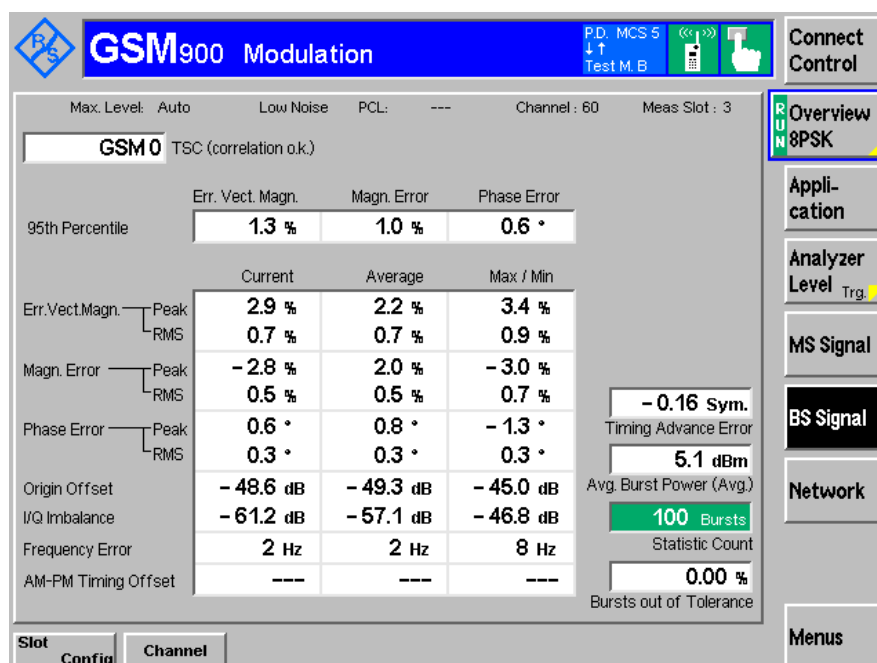 R&S
GSM900 Modulation
P.D. MCS 5
↓↑
Test M. B
Connect Control
Max. Level: Auto Low Noise PCL: --- Channel : 60 Meas Slot : 3
RUN
Overview 8PSK
GSM 0 TSC (correlation o.k.)
Appli-
cation
Err. Vect. Magn. Magn. Error Phase Error
95th Percentile 1.3 % 1.0 % 0.6 °
Analyzer Level Trg.
Current Average Max / Min
Err.Vect.Magn. Peak 2.9 % 2.2 % 3.4 %
RMS 0.7 % 0.7 % 0.9 %
MS Signal
Magn. Error Peak – 2.8 % 2.0 % – 3.0 %
RMS 0.5 % 0.5 % 0.7 %
– 0.16 Sym.
BS Signal
Phase Error Peak 0.6 ° 0.8 ° – 1.3 °
Timing Advance Error
RMS 0.3 ° 0.3 ° 0.3 °
5.1 dBm
Origin Offset – 48.6 dB – 49.3 dB – 45.0 dB
Avg. Burst Power (Avg.)
Network
I/Q Imbalance – 61.2 dB – 57.1 dB – 46.8 dB
100 Bursts
Frequency Error 2 Hz 2 Hz 8 Hz
Statistic Count
AM-PM Timing Offset --- --- ---
0.00 %
Bursts out of Tolerance
Slot Config
Channel
Menus